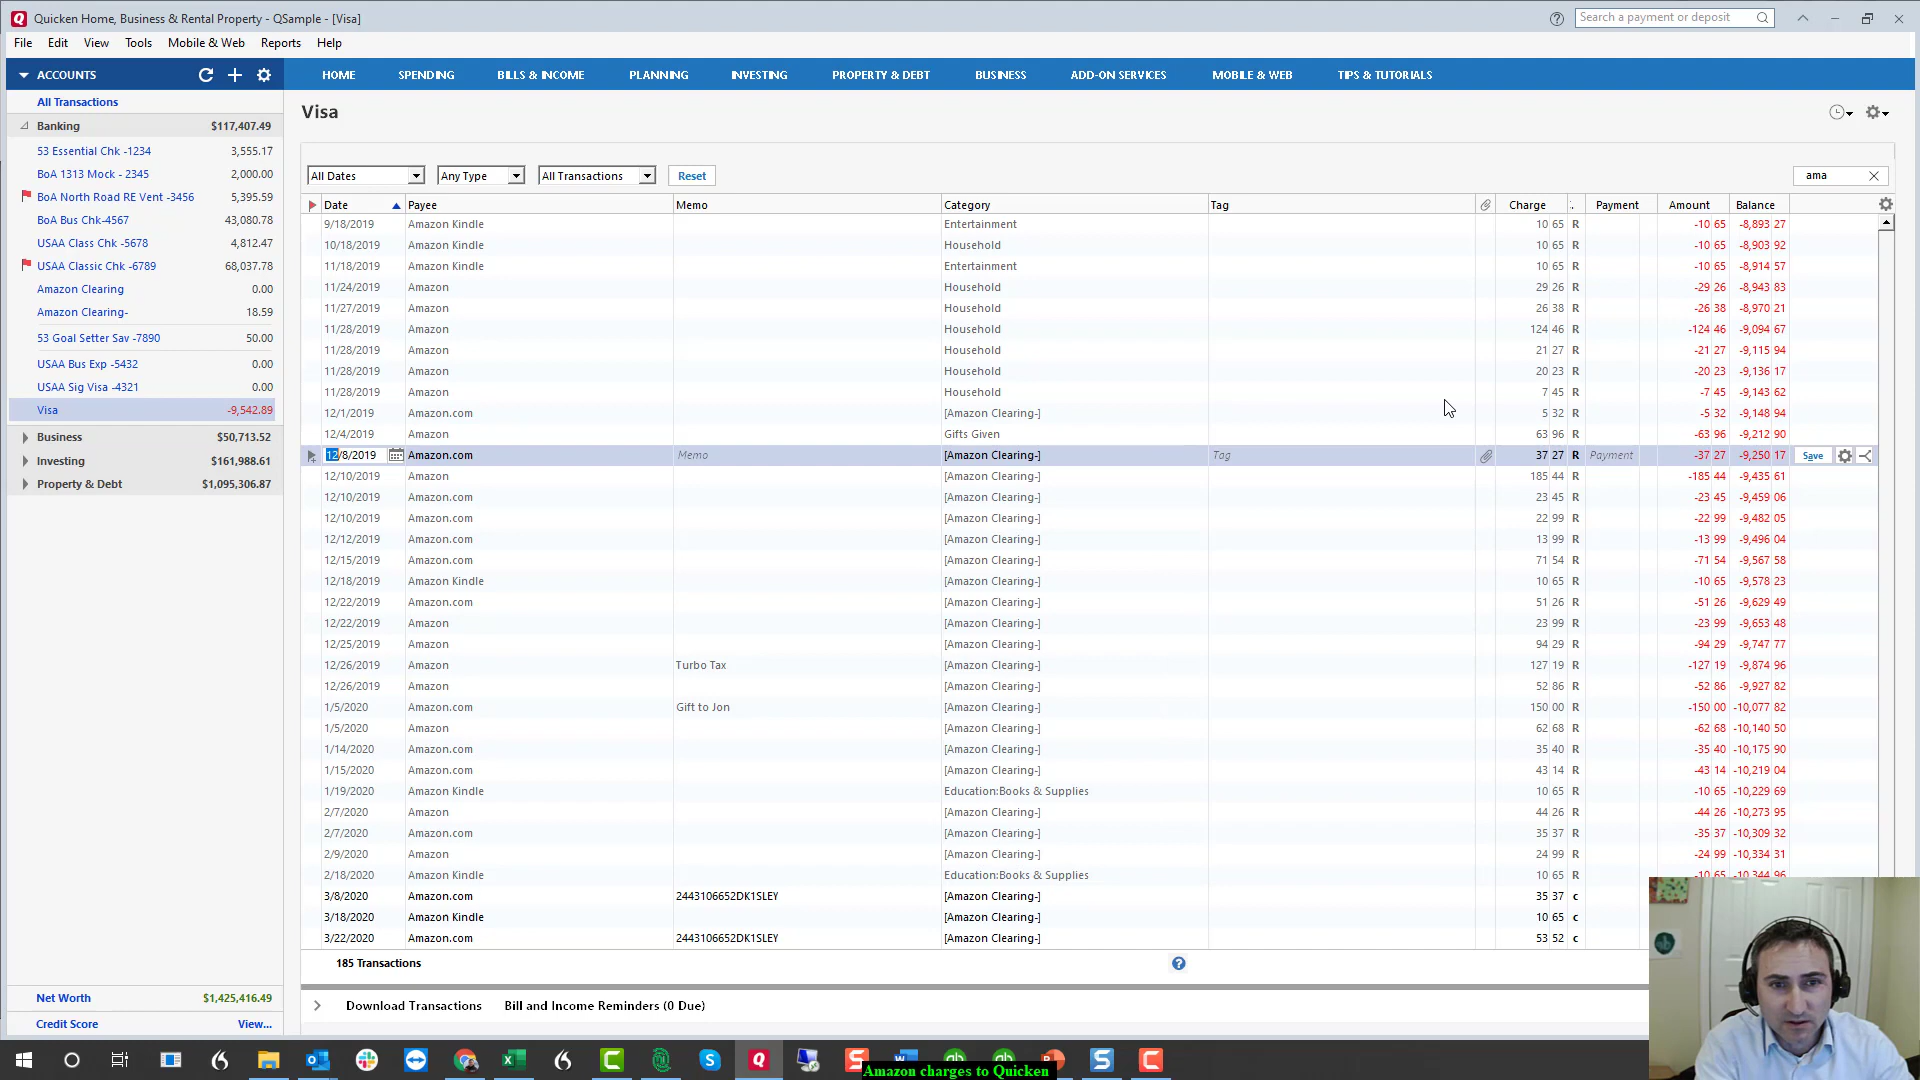 Quicken Home, Business & Rental Property - QSample - [Visa]
Search a payment or deposit
File Edit View Tools Mobile & Web Reports Help
ACCOUNTS
HOME SPENDING BILLS & INCOME PLANNING INVESTING PROPERTY & DEBT BUSINESS ADD-ON SERVICES MOBILE & WEB TIPS & TUTORIALS
All Transactions
Banking $117,407.49
53 Essential Chk -1234 3,555.17
BoA 1313 Mock - 2345 2,000.00
BoA North Road RE Vent -3456 5,395.59
BoA Bus Chk-4567 43,080.78
USAA Class Chk -5678 4,812.47
USAA Classic Chk -6789 68,037.78
Amazon Clearing 0.00
Amazon Clearing- 18.59
53 Goal Setter Sav -7890 50.00
USAA Bus Exp -5432 0.00
USAA Sig Visa -4321 0.00
Visa -9,542.89
Business $50,713.52
Investing $161,988.61
Property & Debt $1,095,306.87
Net Worth $1,425,416.49
Credit Score View...
Visa
All Dates Any Type All Transactions Reset ama
Date Payee Memo Category Tag Charge Payment Amount Balance
9/18/2019 Amazon Kindle Entertainment 10 65 R -10 65 -8,893 27
10/18/2019 Amazon Kindle Household 10 65 R -10 65 -8,903 92
11/18/2019 Amazon Kindle Entertainment 10 65 R -10 65 -8,914 57
11/24/2019 Amazon Household 29 26 R -29 26 -8,943 83
11/27/2019 Amazon Household 26 38 R -26 38 -8,970 21
11/28/2019 Amazon Household 124 46 R -124 46 -9,094 67
11/28/2019 Amazon Household 21 27 R -21 27 -9,115 94
11/28/2019 Amazon Household 20 23 R -20 23 -9,136 17
11/28/2019 Amazon Household 7 45 R -7 45 -9,143 62
12/1/2019 Amazon.com [Amazon Clearing-] 5 32 R -5 32 -9,148 94
12/4/2019 Amazon Gifts Given 63 96 R -63 96 -9,212 90
12/8/2019 Amazon.com Memo [Amazon Clearing-] Tag 37 27 R Payment -37 27 -9,250 17 Save
12/10/2019 Amazon [Amazon Clearing-] 185 44 R -185 44 -9,435 61
12/10/2019 Amazon.com [Amazon Clearing-] 23 45 R -23 45 -9,459 06
12/10/2019 Amazon.com [Amazon Clearing-] 22 99 R -22 99 -9,482 05
12/12/2019 Amazon.com [Amazon Clearing-] 13 99 R -13 99 -9,496 04
12/15/2019 Amazon.com [Amazon Clearing-] 71 54 R -71 54 -9,567 58
12/18/2019 Amazon Kindle [Amazon Clearing-] 10 65 R -10 65 -9,578 23
12/22/2019 Amazon.com [Amazon Clearing-] 51 26 R -51 26 -9,629 49
12/22/2019 Amazon [Amazon Clearing-] 23 99 R -23 99 -9,653 48
12/25/2019 Amazon [Amazon Clearing-] 94 29 R -94 29 -9,747 77
12/26/2019 Amazon Turbo Tax [Amazon Clearing-] 127 19 R -127 19 -9,874 96
12/26/2019 Amazon [Amazon Clearing-] 52 86 R -52 86 -9,927 82
1/5/2020 Amazon.com Gift to Jon [Amazon Clearing-] 150 00 R -150 00 -10,077 82
1/5/2020 Amazon [Amazon Clearing-] 62 68 R -62 68 -10,140 50
1/14/2020 Amazon.com [Amazon Clearing-] 35 40 R -35 40 -10,175 90
1/15/2020 Amazon.com [Amazon Clearing-] 43 14 R -43 14 -10,219 04
1/19/2020 Amazon Kindle Education:Books & Supplies 10 65 R -10 65 -10,229 69
2/7/2020 Amazon [Amazon Clearing-] 44 26 R -44 26 -10,273 95
2/7/2020 Amazon.com [Amazon Clearing-] 35 37 R -35 37 -10,309 32
2/9/2020 Amazon [Amazon Clearing-] 24 99 R -24 99 -10,334 31
2/18/2020 Amazon Kindle Education:Books & Supplies 10 65 R -10 65 -10,344 96
3/8/2020 Amazon.com 2443106652DK1SLEY [Amazon Clearing-] 35 37 c
3/18/2020 Amazon Kindle [Amazon Clearing-] 10 65 c
3/22/2020 Amazon.com 2443106652DK1SLEY [Amazon Clearing-] 53 52 c
185 Transactions
Download Transactions Bill and Income Reminders (0 Due)
Amazon charges to Quicken